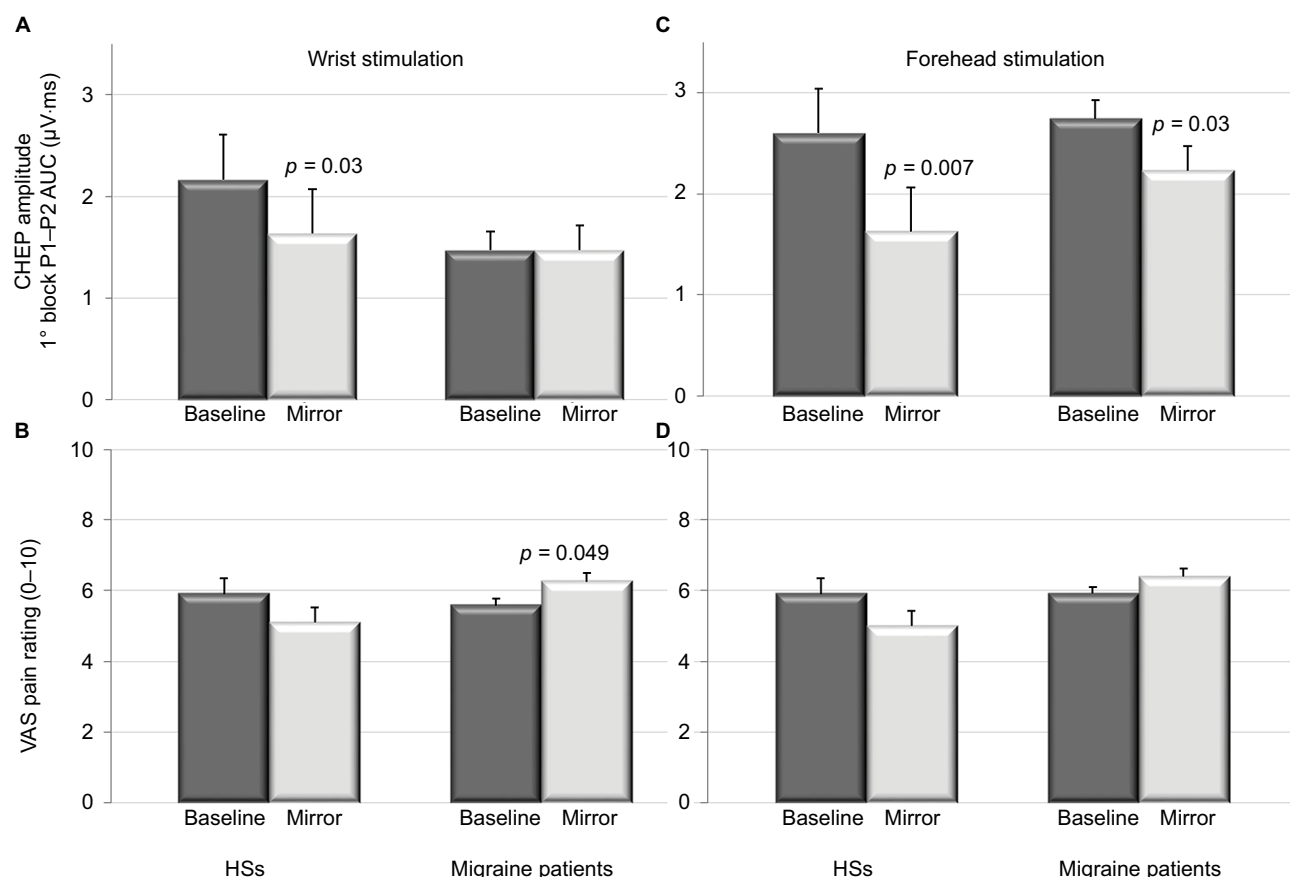 A
Wrist stimulation
CHEP amplitude
1° block P1–P2 AUC (µV·ms)
3
2
1
0
p = 0.03
Baseline Mirror
Baseline Mirror
C
Forehead stimulation
3
2
1
0
p = 0.007
p = 0.03
Baseline Mirror
Baseline Mirror
B
VAS pain rating (0–10)
10
8
6
4
2
0
p = 0.049
Baseline Mirror
Baseline Mirror
HSs
Migraine patients
D
10
8
6
4
2
0
Baseline Mirror
Baseline Mirror
HSs
Migraine patients